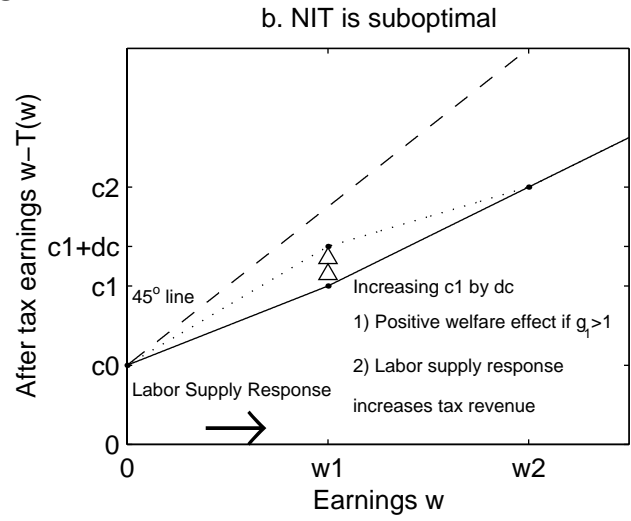 b. NIT is suboptimal
After tax earnings w−T(w)
c2
c1+dc
c1
c0
0
45o line
Increasing c1 by dc
1) Positive welfare effect if g1>1
2) Labor supply response
increases tax revenue
Labor Supply Response
0
w1
w2
Earnings w